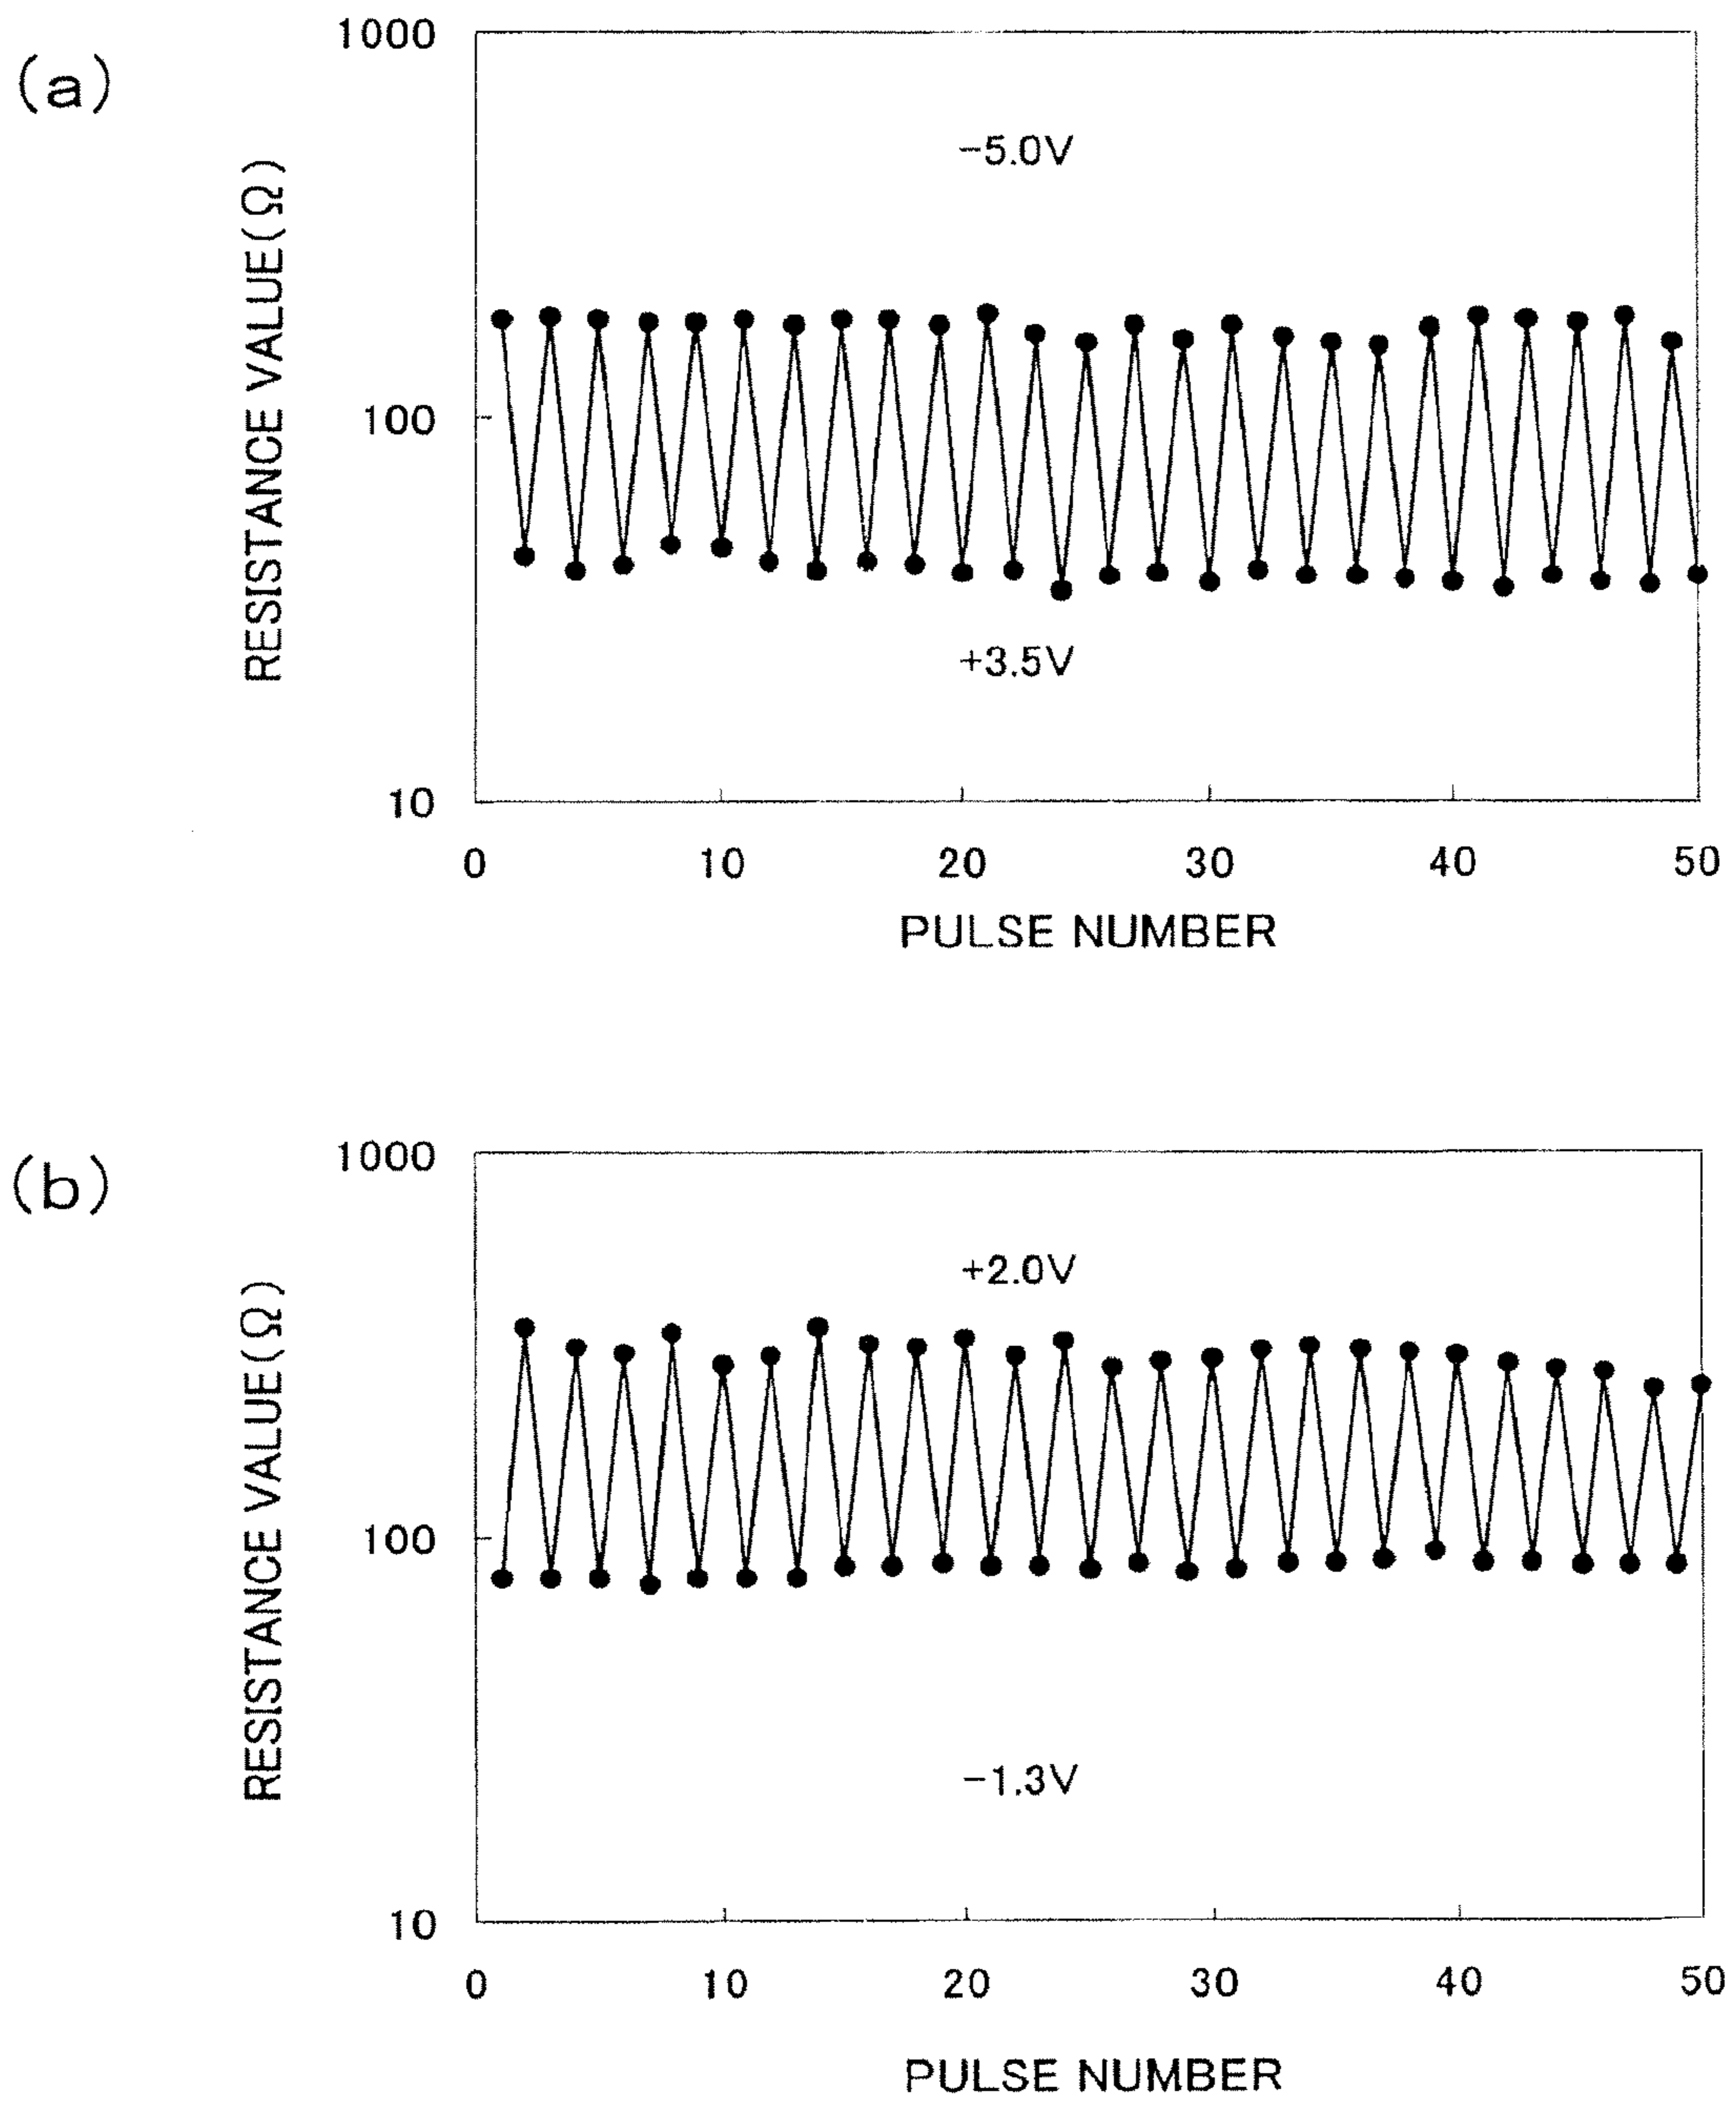 (a)
RESISTANCE VALUE(Ω)
1000
100
10
−5.0V
+3.5V
0 10 20 30 40 50
PULSE NUMBER
(b)
RESISTANCE VALUE(Ω)
1000
100
10
+2.0V
−1.3V
0 10 20 30 40 50
PULSE NUMBER